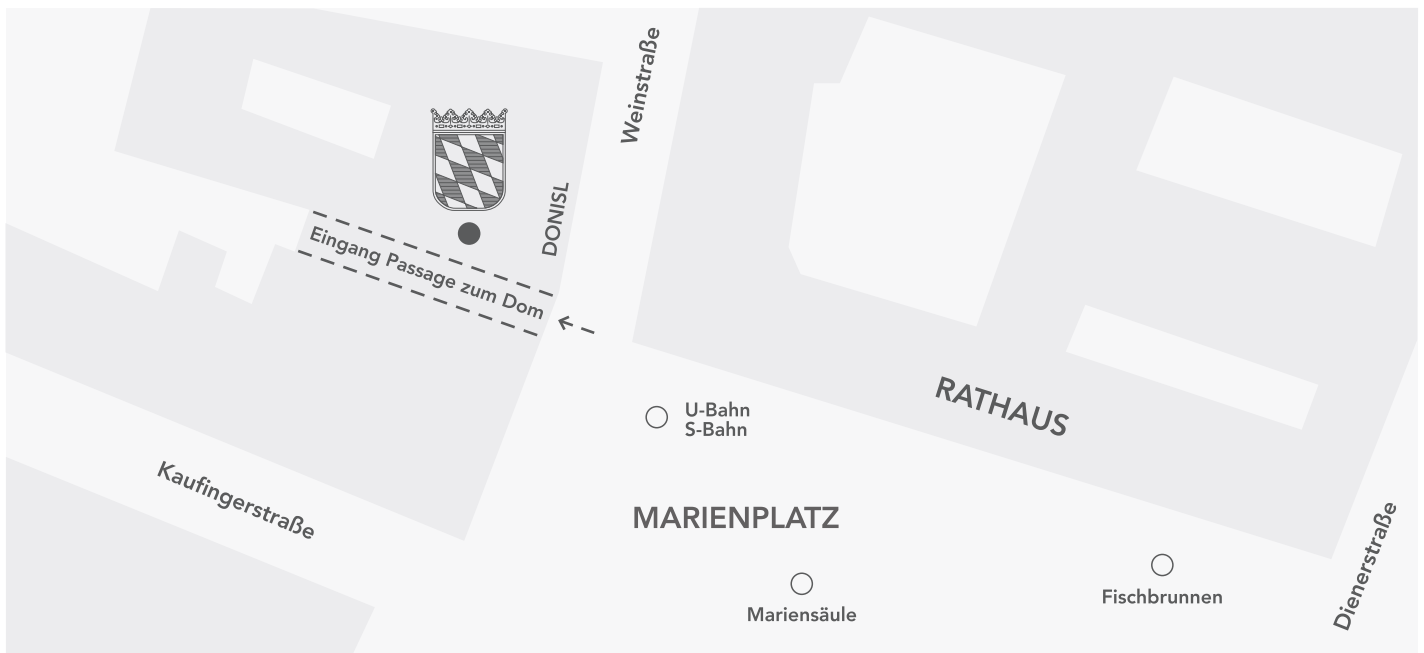 Weinstraße
DONISL
Eingang Passage zum Dom
RATHAUS
U-Bahn
S-Bahn
Kaufingerstraße
MARIENPLATZ
Mariensäule
Fischbrunnen
Dienerstraße